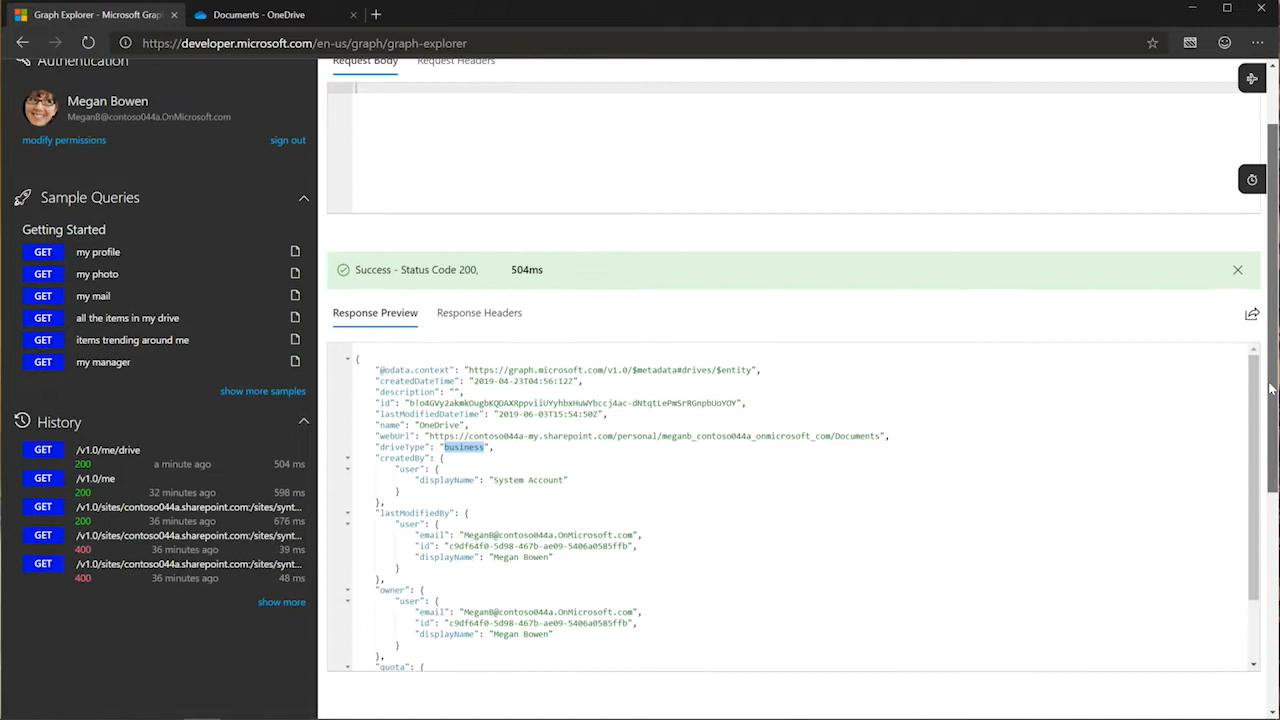 Graph Explorer - Microsoft Grap
Documents - OneDrive
https://developer.microsoft.com/en-us/graph/graph-explorer
Authentication
Megan Bowen
MeganB@contoso044a.OnMicrosoft.com
modify permissions
sign out
Sample Queries
Getting Started
GET my profile
GET my photo
GET my mail
GET all the items in my drive
GET items trending around me
GET my manager
show more samples
History
GET /v1.0/me/drive
200 a minute ago 504 ms
GET /v1.0/me
200 32 minutes ago 598 ms
GET /v1.0/sites/contoso044a.sharepoint.com:/sites/synt...
200 36 minutes ago 676 ms
GET /v1.0/sites/contoso044a.sharepoint.com:/sites/synt...
400 36 minutes ago 39 ms
GET /v1.0/sites/contoso044a.sharepoint.com:/sites/synt...
400 36 minutes ago 48 ms
show more
Request Body Request Headers
Success - Status Code 200, 504ms
Response Preview Response Headers
{
"@odata.context": "https://graph.microsoft.com/v1.0/$metadata#drives/$entity",
"createdDateTime": "2019-04-23T04:56:12Z",
"description": "",
"id":
"lastModifiedDateTime": "2019-06-03T15:54:50Z",
"name": "OneDrive",
"webUrl": "https://contoso044a-my.sharepoint.com/personal/meganb_contoso044a_onmicrosoft_com/Documents",
"driveType": "business",
"createdBy": {
"user": {
"displayName": "System Account"
}
},
"lastModifiedBy": {
"user": {
"email": "MeganB@contoso044a.OnMicrosoft.com",
"id": "c9df64f0-5d98-467b-ae09-5406a0585ffb",
"displayName": "Megan Bowen"
}
},
"owner": {
"user": {
"email": "MeganB@contoso044a.OnMicrosoft.com",
"id": "c9df64f0-5d98-467b-ae09-5406a0585ffb",
"displayName": "Megan Bowen"
}
},
"quota": {